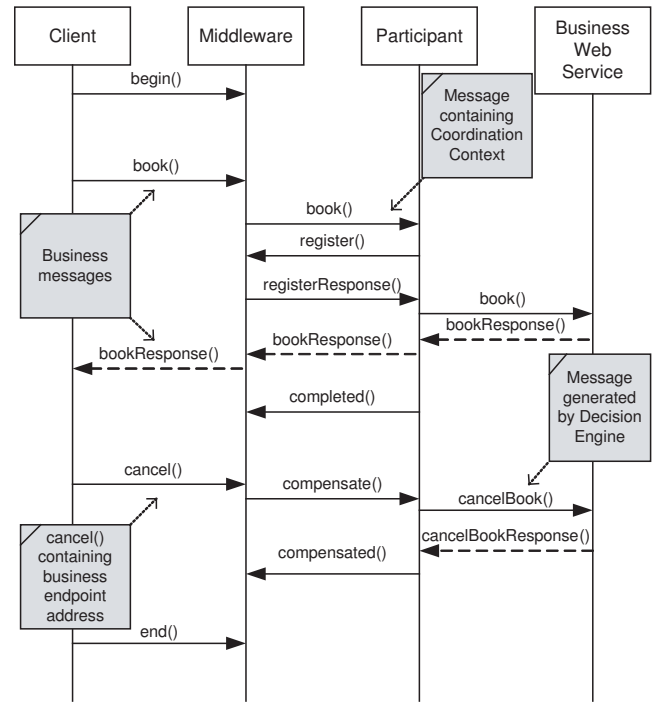 Client
Middleware
Participant
Business
Web
Service
begin()
Message
containing
Coordination
Context
book()
book()
Business
messages
register()
registerResponse()
book()
bookResponse()
bookResponse()
bookResponse()
Message
generated
by Decision
Engine
completed()
cancel()
compensate()
cancelBook()
cancel()
containing
business
endpoint
address
cancelBookResponse()
compensated()
end()